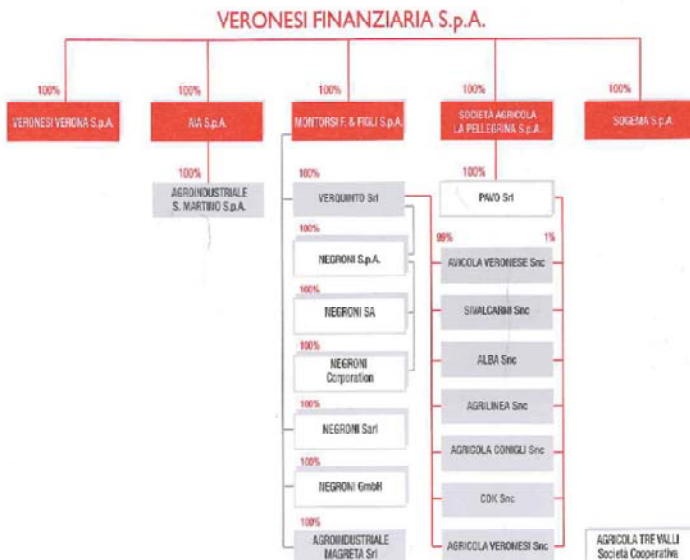 VERONESI FINANZIARIA S.p.A.
100% 100% 100% 100% 100%
VERONESI VERONA S.p.A.
AIA S.p.A.
MONTORSI F. & FIGLI S.p.A.
SOCIETÀ AGRICOLA
LA PELLEGRINA S.p.A.
SOGEMA S.p.A.
100%
AGROINDUSTRIALE
S. MARTINO S.p.A.
100%
VERQUINTO Srl
100%
NEGRONI S.p.A.
100%
NEGRONI SA
100%
NEGRONI
Corporation
100%
NEGRONI Sarl
100%
NEGRONI GmbH
100%
AGROINDUSTRIALE
MAGRETA Srl
100%
PAVO Srl
99% 1%
AVICOLA VERONESE Snc
SIVALCARNI Snc
ALBA Snc
AGRILINEA Snc
AGRICOLA CONIGLI Snc
COK Snc
AGRICOLA VERONESI Snc
AGRICOLA TRE VALLI
Società Cooperativa